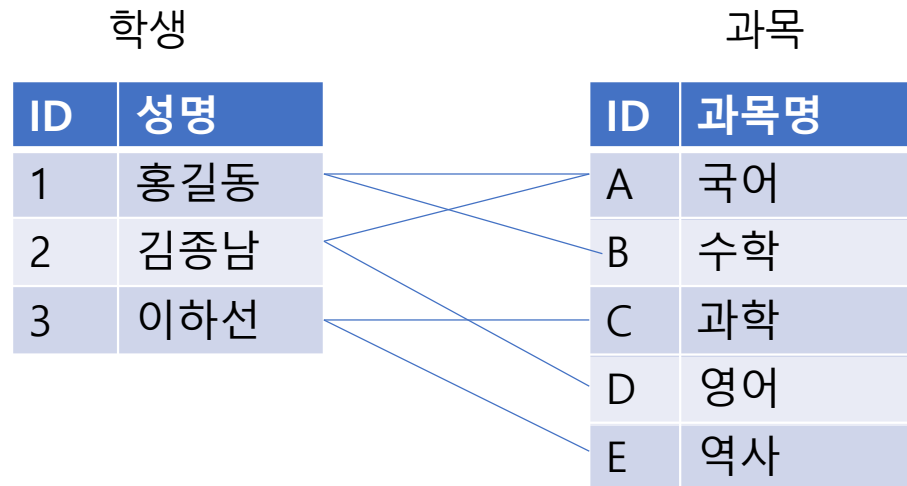 학생 과목
ID 성명 ID 과목명
1 홍길동 A 국어
2 김종남 B 수학
3 이하선 C 과학
D 영어
E 역사